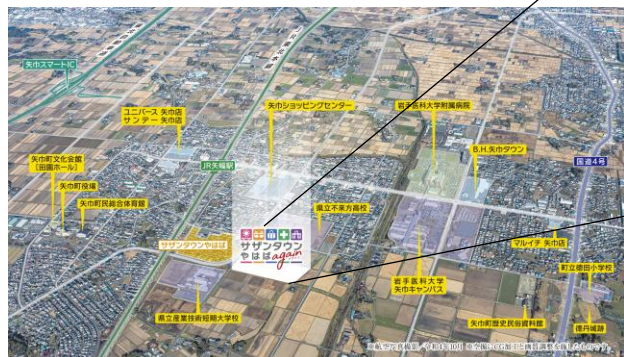 矢巾スマートIC
ユニバース 矢巾店
サンデー 矢巾店
矢巾ショッピングセンター
岩手医科大学附属病院
B.H.矢巾タウン
国道4号
矢巾町文化会館
[田園ホール]
JR矢幅駅
矢巾町役場
矢巾町民総合体育館
県立不来方高校
サザンタウンやはば
サザンタウン
やはばagain
マルイチ 矢巾店
町立徳田小学校
岩手医科大学
矢巾キャンパス
県立産業技術短期大学校
矢巾町歴史民俗資料館
徳丹城跡